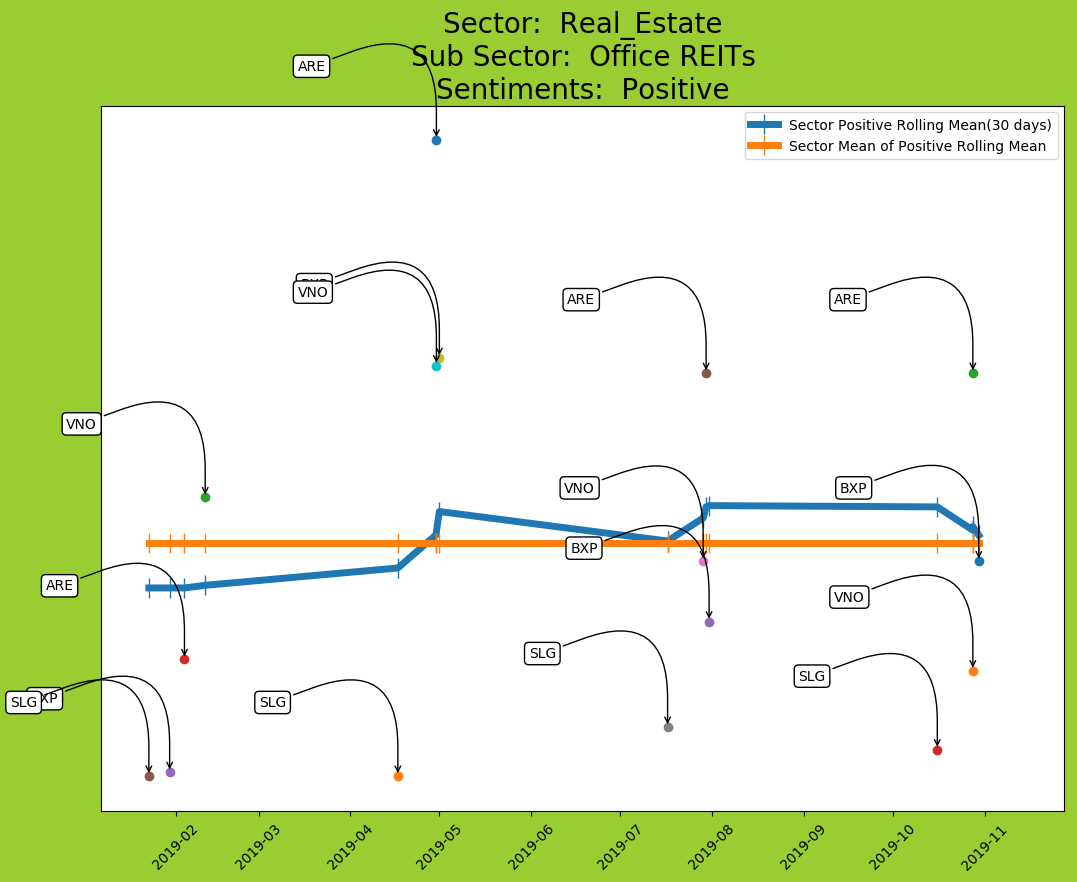 Sector:  Real_Estate
Sub Sector:  Office REITs
Sentiments:  Positive
ARE
Sector Positive Rolling Mean(30 days)
Sector Mean of Positive Rolling Mean
VNO
ARE
ARE
VNO
VNO
BXP
BXP
ARE
VNO
SLG
SLG
SLG
SLG
2019-02
2019-03
2019-04
2019-05
2019-06
2019-07
2019-08
2019-09
2019-10
2019-11